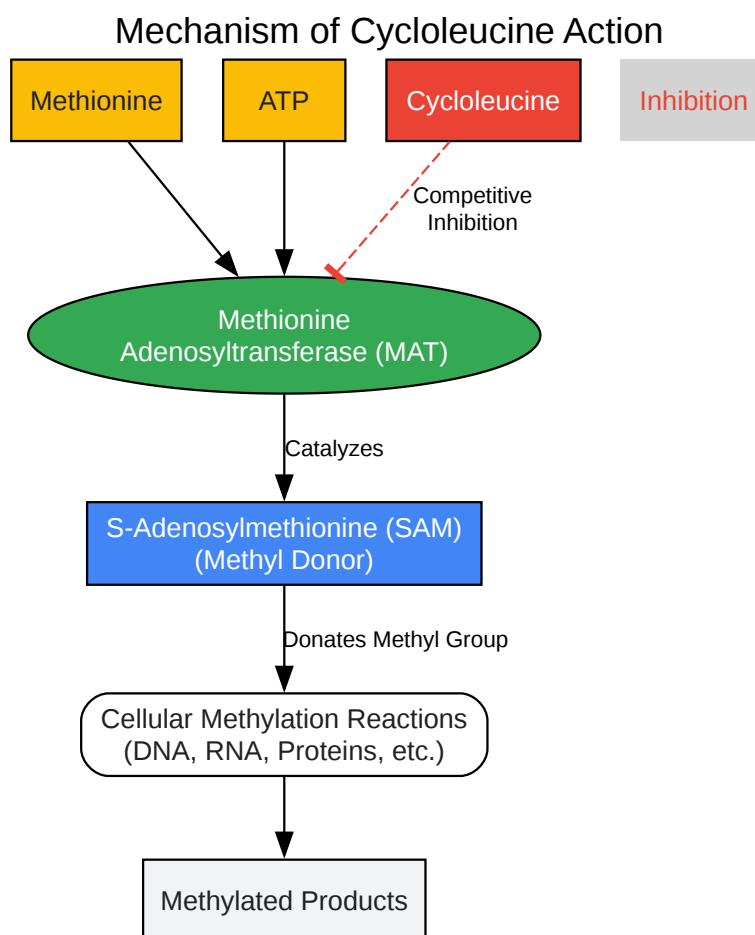 Mechanism of Cycloleucine Action
Methionine
ATP
Cycloleucine
Inhibition
Competitive
Inhibition
Methionine
Adenosyltransferase (MAT)
Catalyzes
S-Adenosylmethionine (SAM)
(Methyl Donor)
Donates Methyl Group
Cellular Methylation Reactions
(DNA, RNA, Proteins, etc.)
Methylated Products